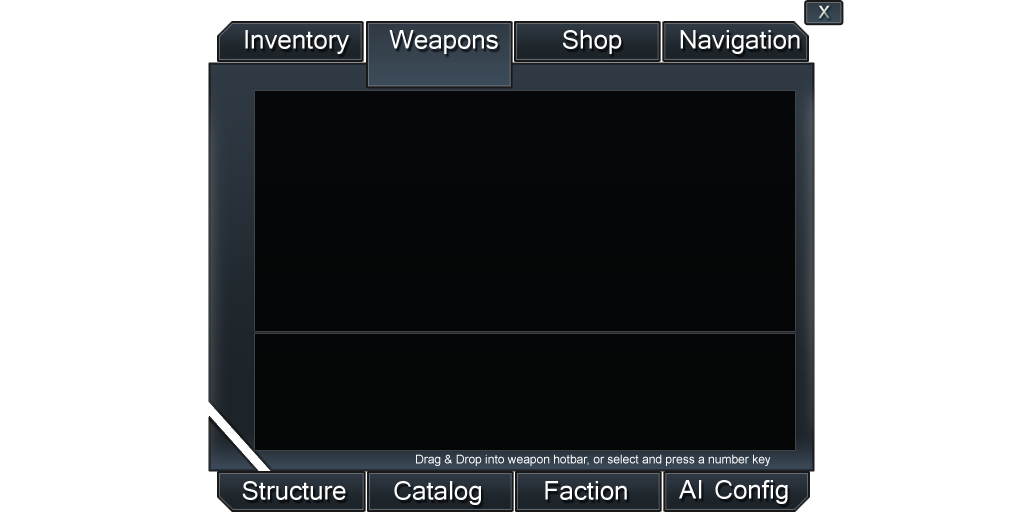 X
Inventory
Weapons
Shop
Navigation
Drag & Drop into weapon hotbar, or select and press a number key
Structure
Catalog
Faction
AI Config